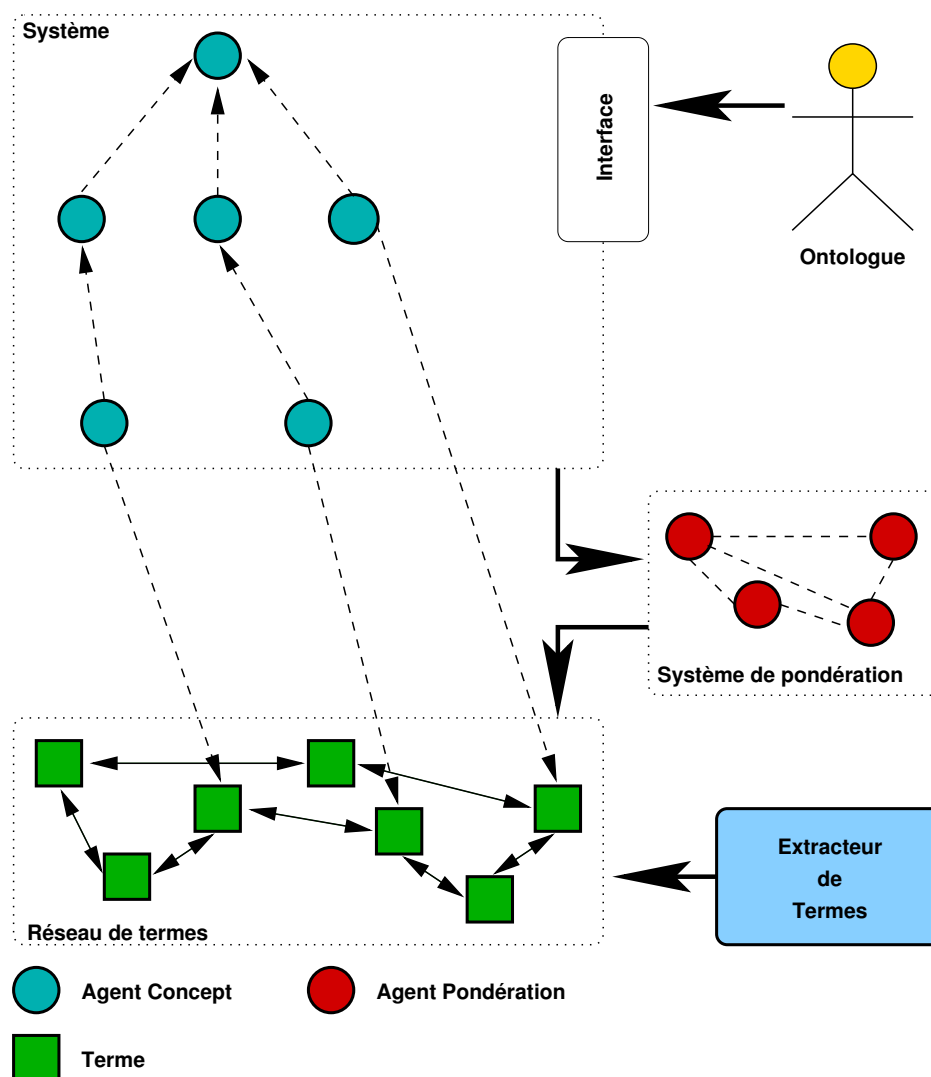 Système
Interface
Ontologue
Système de pondération
Extracteur
de
Termes
Réseau de termes
Agent Concept
Agent Pondération
Terme